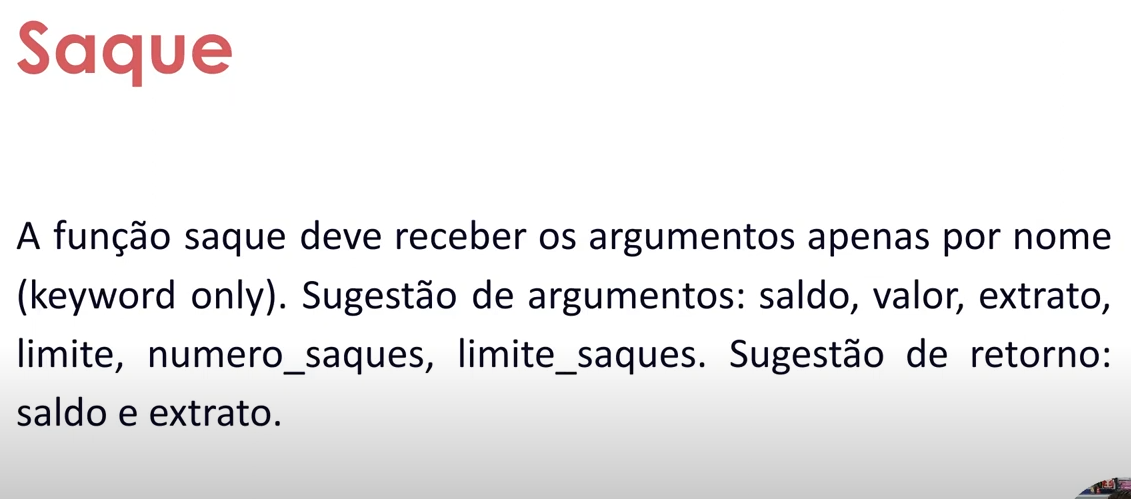 Saque
A função saque deve receber os argumentos apenas por nome
(keyword only). Sugestão de argumentos: saldo, valor, extrato,
limite, numero_saques, limite_saques. Sugestão de retorno:
saldo e extrato.